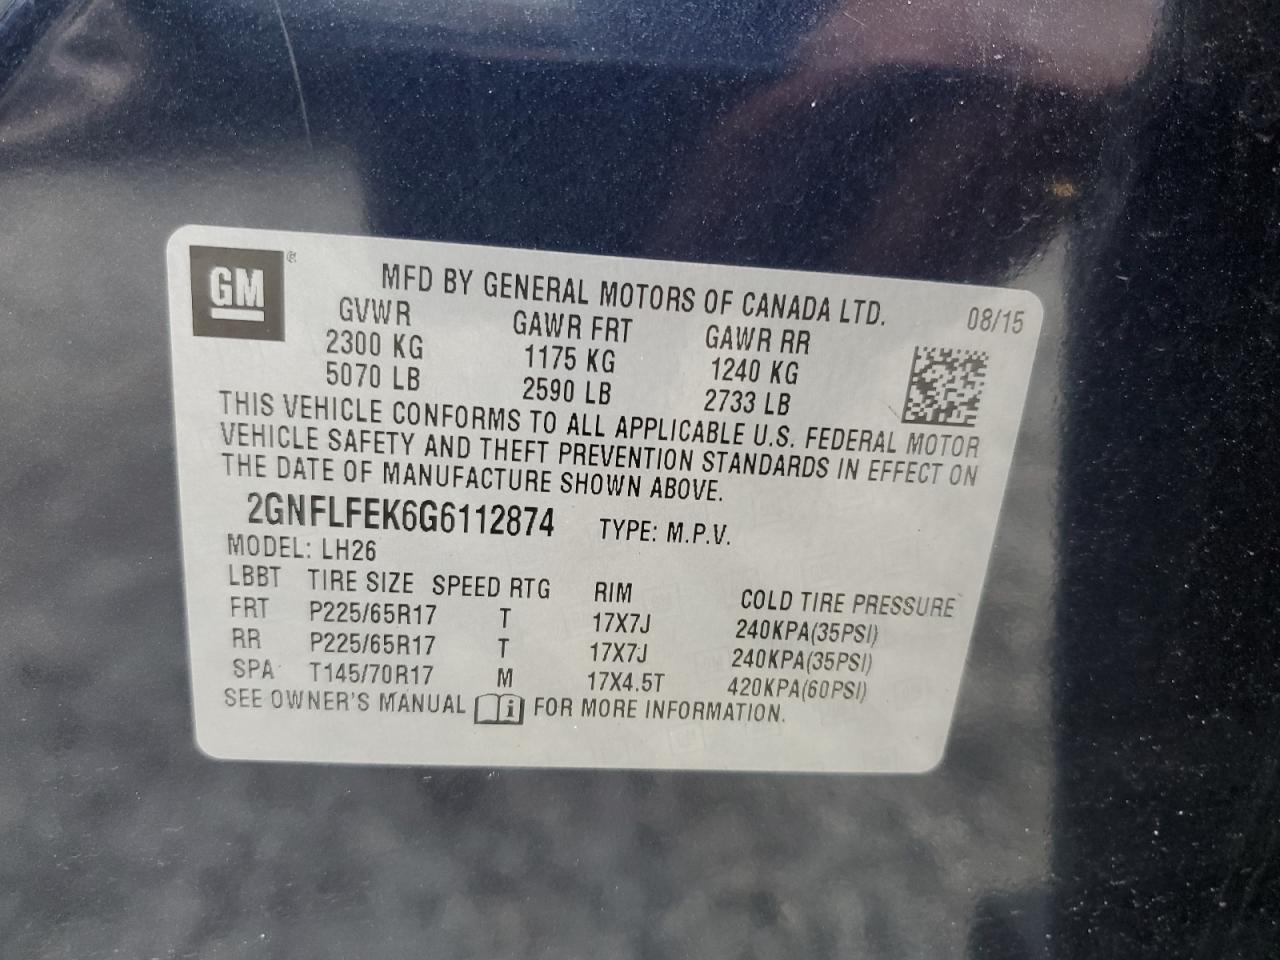 GM
MFD BY GENERAL MOTORS OF CANADA LTD. 08/15
GVWR GAWR FRT GAWR RR
2300 KG 1175 KG 1240 KG
5070 LB 2590 LB 2733 LB
THIS VEHICLE CONFORMS TO ALL APPLICABLE U.S. FEDERAL MOTOR
VEHICLE SAFETY AND THEFT PREVENTION STANDARDS IN EFFECT ON
THE DATE OF MANUFACTURE SHOWN ABOVE.
2GNFLFEK6G6112874 TYPE: M.P.V.
MODEL: LH26
LBBT TIRE SIZE SPEED RTG RIM COLD TIRE PRESSURE
FRT P225/65R17 T 17X7J 240KPA(35PSI)
RR P225/65R17 T 17X7J 240KPA(35PSI)
SPA T145/70R17 M 17X4.5T 420KPA(60PSI)
SEE OWNER'S MANUAL i FOR MORE INFORMATION.